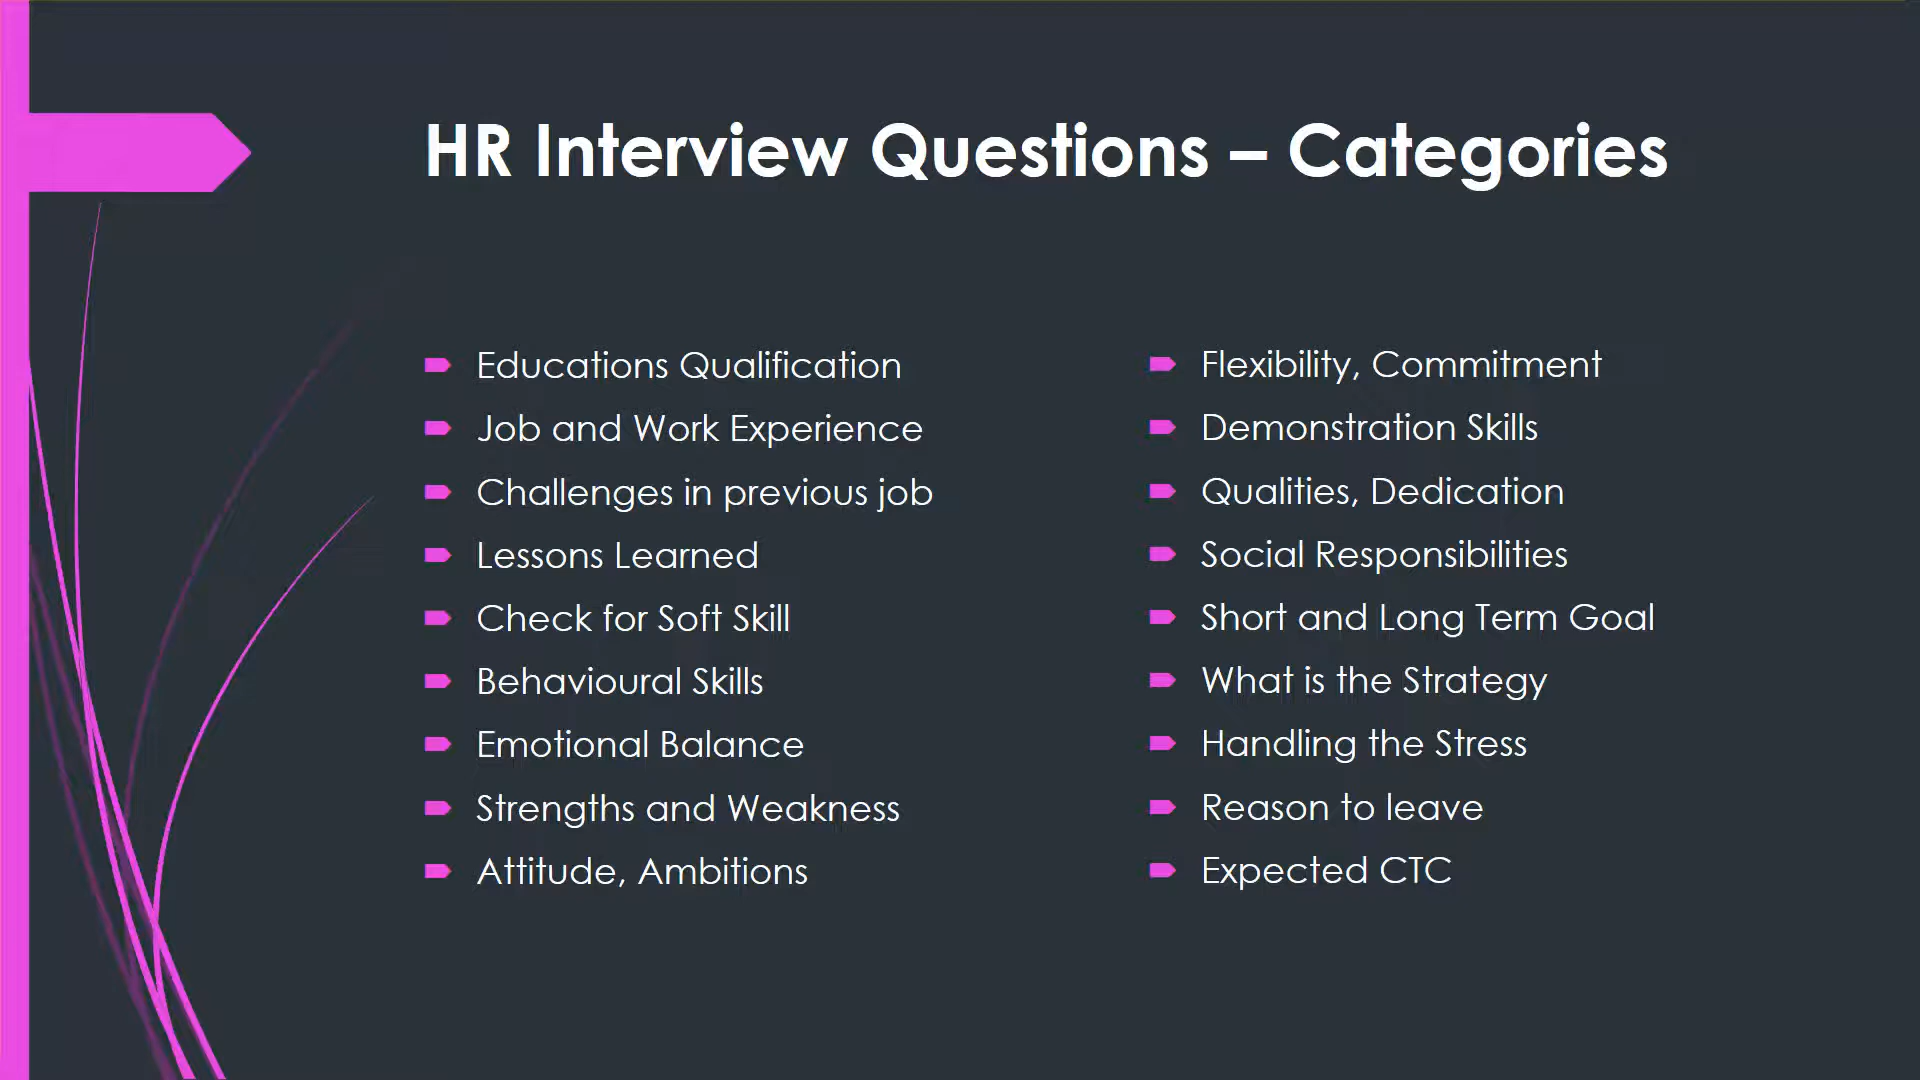 HR Interview Questions – Categories
Educations Qualification
Job and Work Experience
Challenges in previous job
Lessons Learned
Check for Soft Skill
Behavioural Skills
Emotional Balance
Strengths and Weakness
Attitude, Ambitions
Flexibility, Commitment
Demonstration Skills
Qualities, Dedication
Social Responsibilities
Short and Long Term Goal
What is the Strategy
Handling the Stress
Reason to leave
Expected CTC